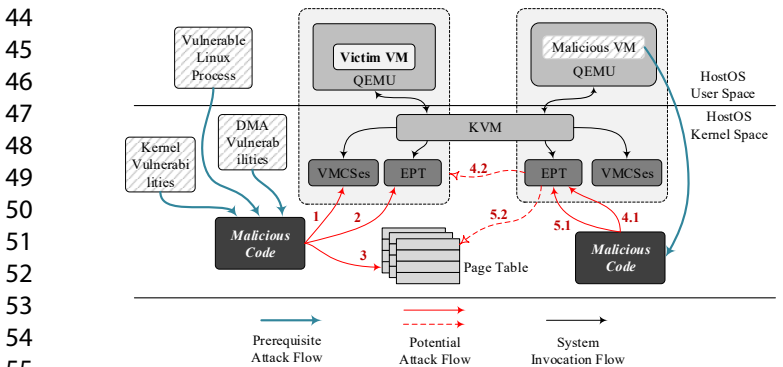 44
45
46
47
48
49
50
51
52
53
54
55
Vulnerable
Linux
Process
Victim VM
QEMU
Malicious VM
QEMU
HostOS
User Space
HostOS
Kernel Space
KVM
Kernel
Vulnerabi
lities
DMA
Vulnerab
ilities
VMCSes
EPT
4.2
EPT
VMCSes
1
2
5.2
5.1
4.1
Malicious
Code
3
Page Table
Malicious
Code
Prerequisite
Attack Flow
Potential
Attack Flow
System
Invocation Flow